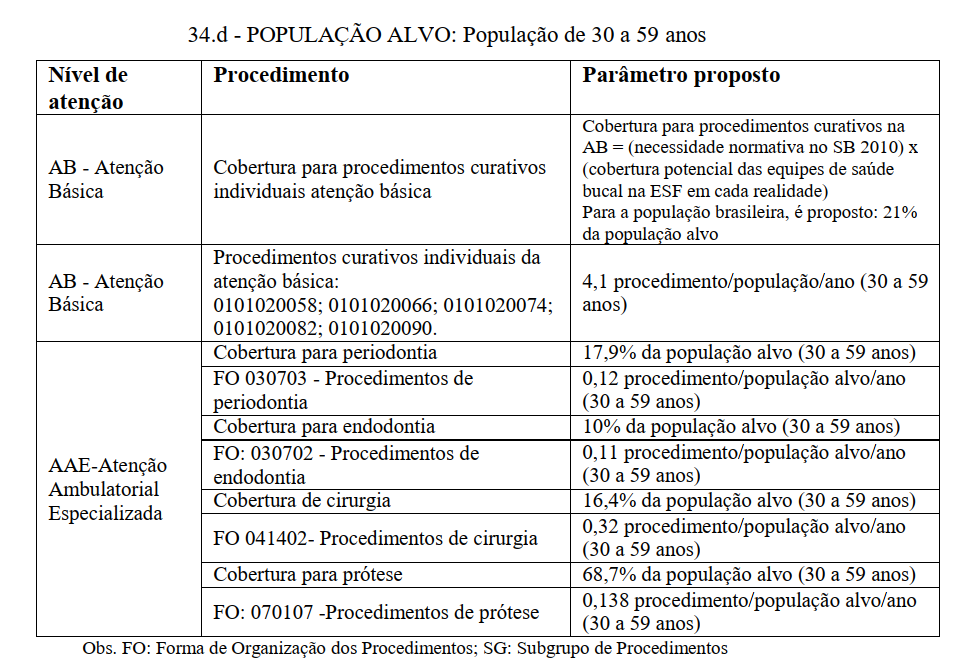 34.d - POPULAÇÃO ALVO: População de 30 a 59 anos
Nível de
atenção
Procedimento
Parâmetro proposto
AB - Atenção
Básica
Cobertura para procedimentos curativos
individuais atenção básica
Cobertura para procedimentos curativos na
AB = (necessidade normativa no SB 2010) x
(cobertura potencial das equipes de saúde
bucal na ESF em cada realidade)
Para a população brasileira, é proposto: 21%
da população alvo
AB - Atenção
Básica
Procedimentos curativos individuais da
atenção básica:
0101020058; 0101020066; 0101020074;
0101020082; 0101020090.
4,1 procedimento/população/ano (30 a 59
anos)
AAE-Atenção
Ambulatorial
Especializada
Cobertura para periodontia
17,9% da população alvo (30 a 59 anos)
FO 030703 - Procedimentos de
periodontia
0,12 procedimento/população alvo/ano
(30 a 59 anos)
Cobertura para endodontia
10% da população alvo (30 a 59 anos)
FO: 030702 - Procedimentos de
endodontia
0,11 procedimento/população alvo/ano
(30 a 59 anos)
Cobertura de cirurgia
16,4% da população alvo (30 a 59 anos)
FO 041402- Procedimentos de cirurgia
0,32 procedimento/população alvo/ano
(30 a 59 anos)
Cobertura para prótese
68,7% da população alvo (30 a 59 anos)
FO: 070107 -Procedimentos de prótese
0,138 procedimento/população alvo/ano
(30 a 59 anos)
Obs. FO: Forma de Organização dos Procedimentos; SG: Subgrupo de Procedimentos